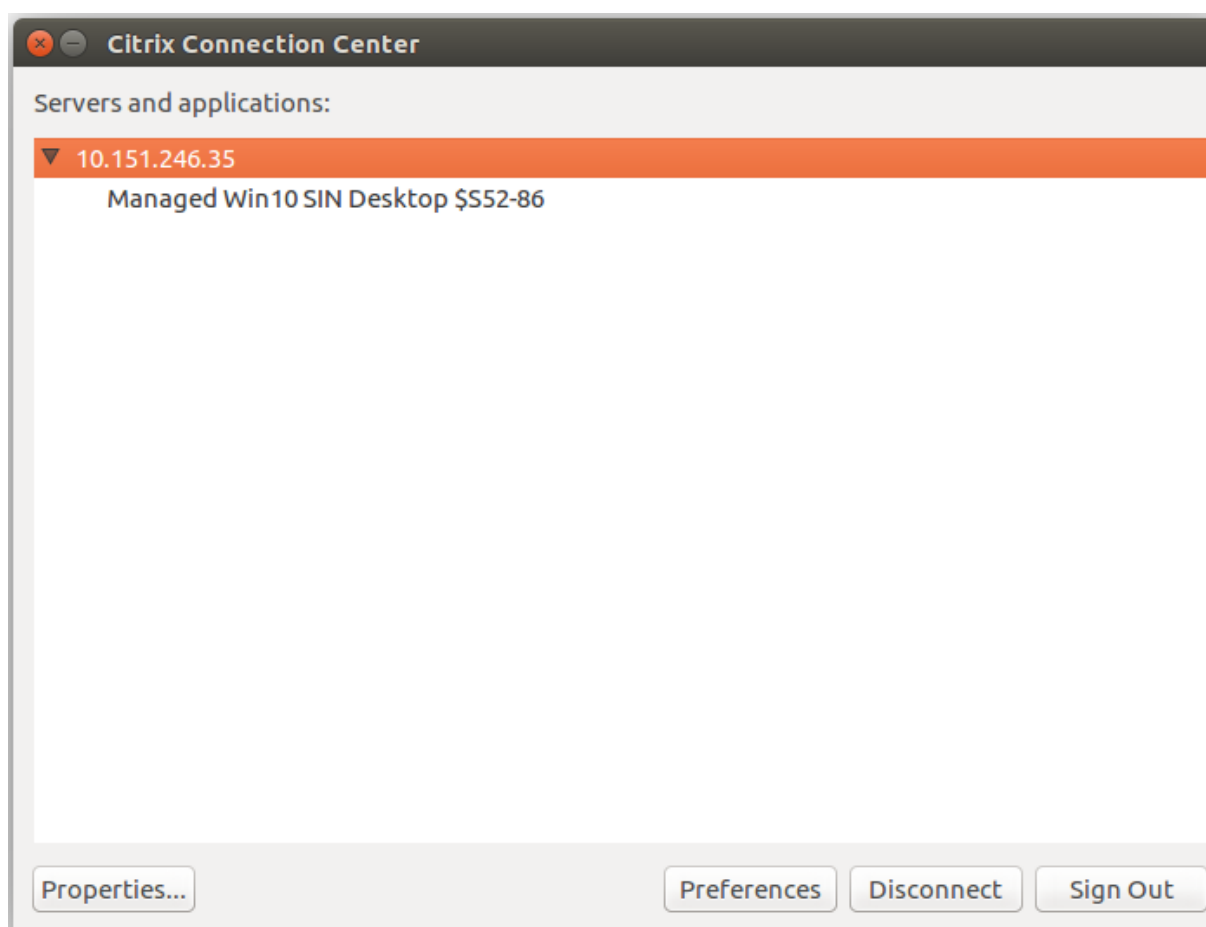 Citrix Connection Center
Servers and applications:
10.151.246.35
Managed Win10 SIN Desktop $S52-86
Properties...
Preferences
Disconnect
Sign Out